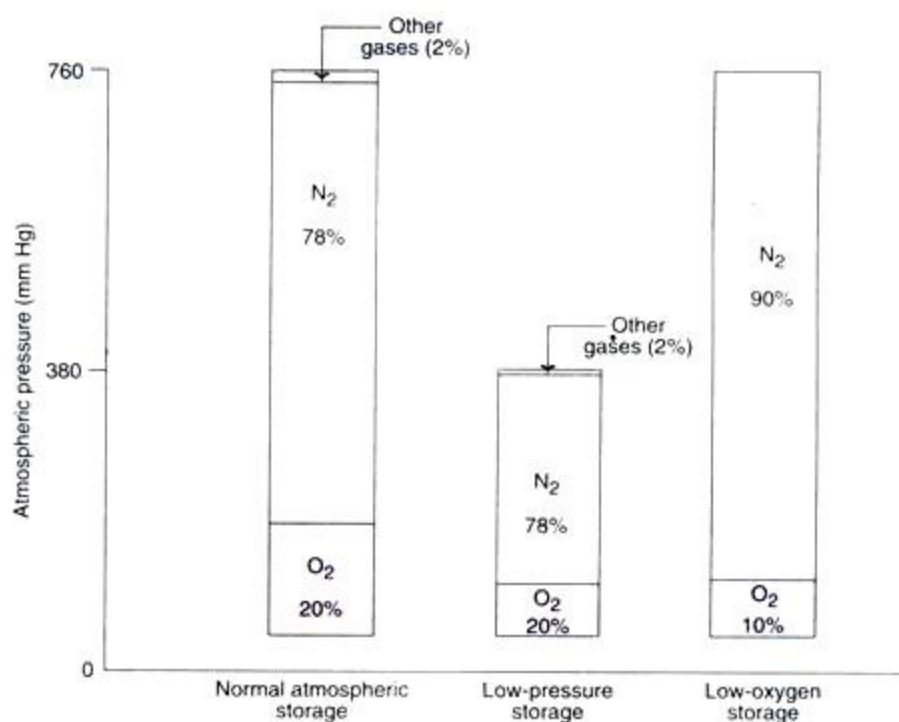 Other
gases (2%)
760
N₂
78%
N₂
90%
Other
gases (2%)
380
Atmospheric pressure (mm Hg)
N₂
78%
O₂
20%
O₂
20%
O₂
10%
0
Normal atmospheric
storage
Low-pressure
storage
Low-oxygen
storage